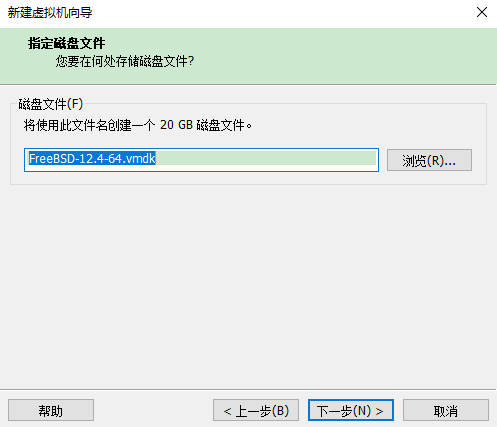 新建虚拟机向导
指定磁盘文件
您要在何处存储磁盘文件?
磁盘文件(F)
将使用此文件名创建一个 20 GB 磁盘文件。
FreeBSD-12.4-64.vmdk
浏览(R)...
帮助
< 上一步(B)
下一步(N) >
取消